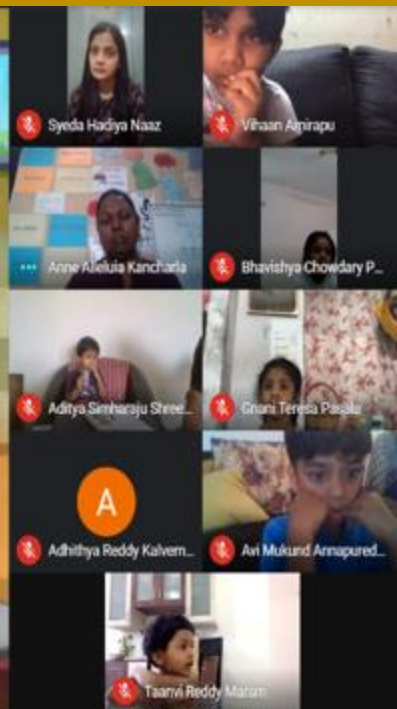 Syeda Hadiya Naaz
Vihaan Amirapu
Anne Alleluia Kancharla
Bhavishya Chowdary P...
Aditya Simharaju Shree...
Gnani Teresa Pasala
A
Adhithya Reddy Kalvem...
Avi Mukund Annapured...
Taanvi Reddy Maram